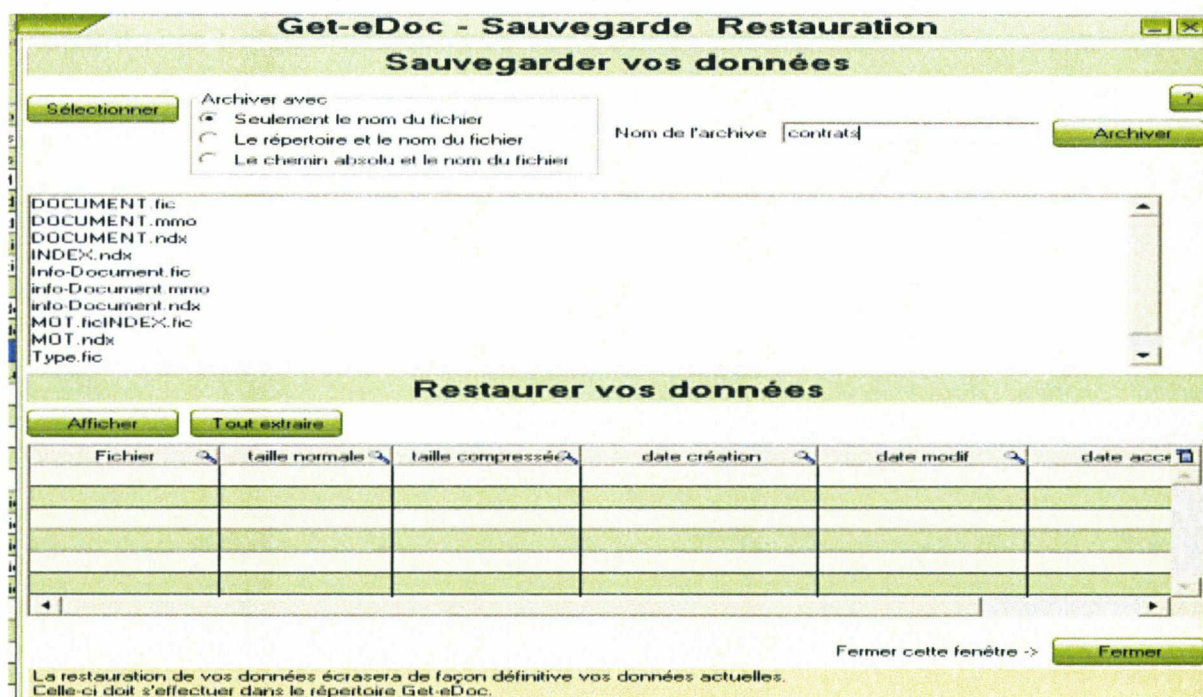 Get-eDoc - Sauvegarde Restauration
Sauvegarder vos données
Sélectionner
Archiver avec
Seulement le nom du fichier
Le répertoire et le nom du fichier
Le chemin absolu et le nom du fichier
Nom de l'archive contrats
?
Archiver
DOCUMENT.fic
DOCUMENT.mmo
DOCUMENT.ndx
INDEX.ndx
Info-Document.fic
info-Document.mmo
info-Document.ndx
MOT.ficINDEX.fic
MOT.ndx
Type.fic
Restaurer vos données
Afficher Tout extraire
Fichier taille normale taille compressée date création date modif date acce
Fermer cette fenêtre -> Fermer
La restauration de vos données écrasera de façon définitive vos données actuelles.
Celle-ci doit s'effectuer dans le répertoire Get-eDoc.